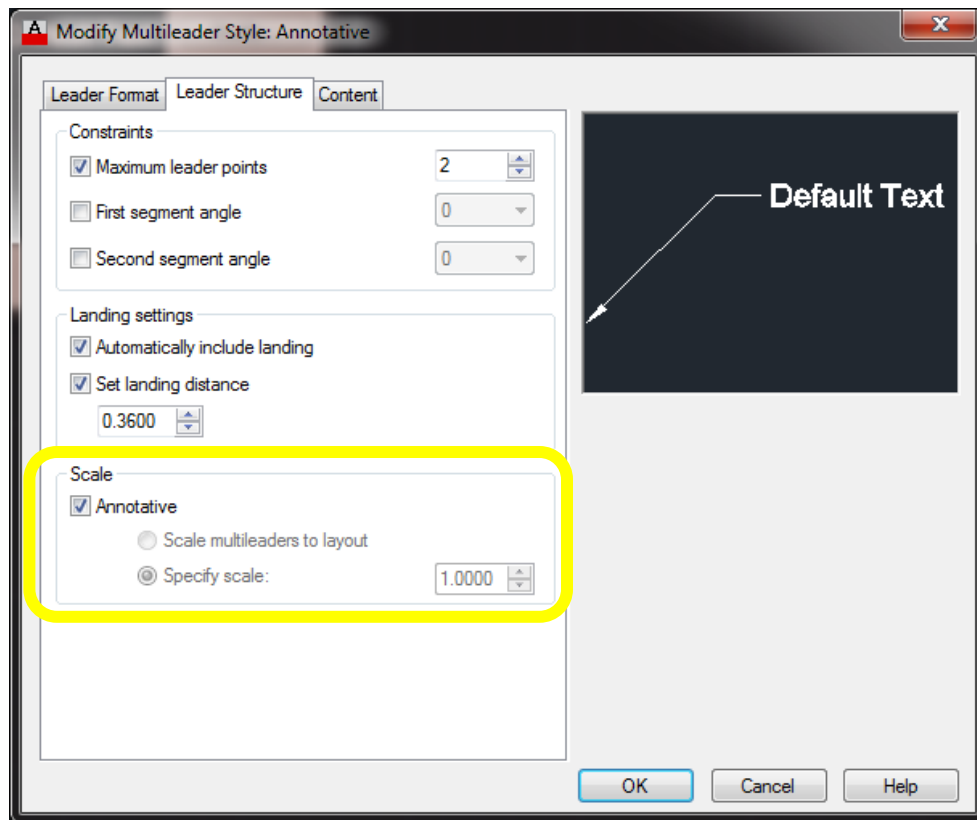 Modify Multileader Style: Annotative
Leader Format Leader Structure Content
Constraints
Maximum leader points 2
First segment angle 0
Second segment angle 0
Default Text
Landing settings
Automatically include landing
Set landing distance
0.3600
Scale
Annotative
Scale multileaders to layout
Specify scale: 1.0000
OK Cancel Help